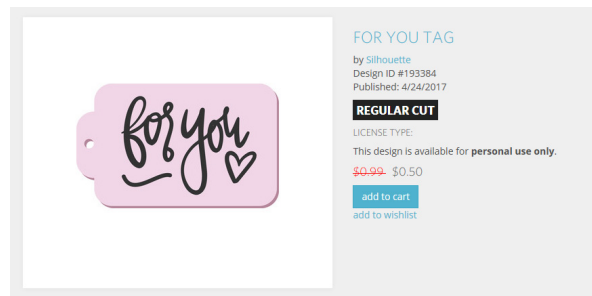 for you
FOR YOU TAG
by Silhouette
Design ID #193384
Published: 4/24/2017
REGULAR CUT
LICENSE TYPE:
This design is available for personal use only.
$0.99 $0.50
add to cart
add to wishlist